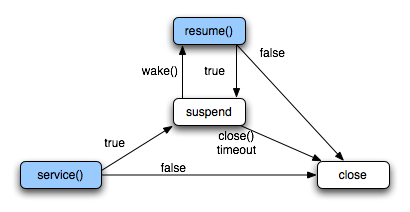 resume()
false
wake()
true
suspend
close()
timeout
true
false
service()
close